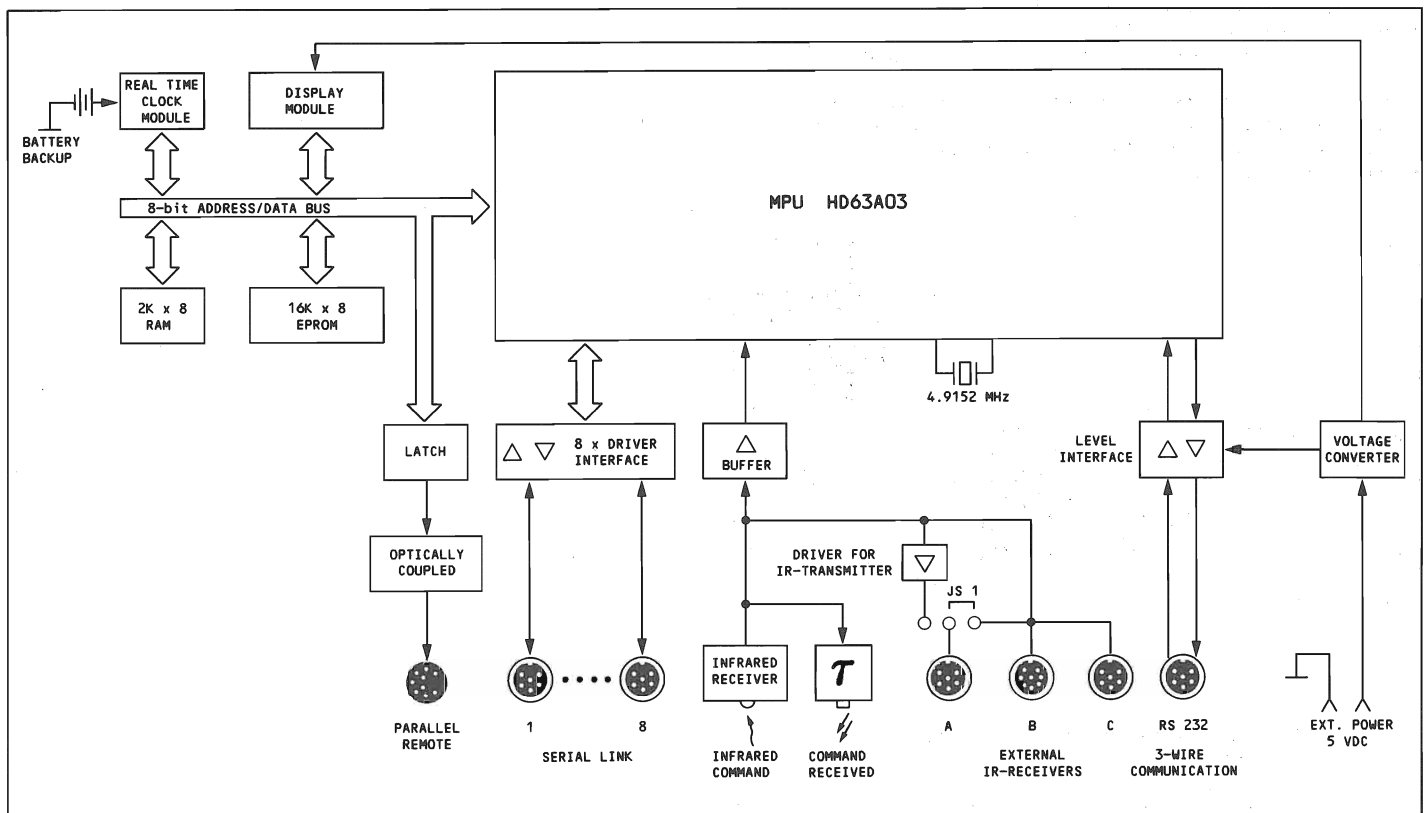 REAL TIME
CLOCK
MODULE
DISPLAY
MODULE
BATTERY
BACKUP
8-bit ADDRESS/DATA BUS
MPU HD63A03
2K x 8
RAM
16K x 8
EPROM
4.9152 MHz
LATCH
8 x DRIVER
INTERFACE
BUFFER
LEVEL
INTERFACE
VOLTAGE
CONVERTER
OPTICALLY
COUPLED
DRIVER FOR
IR-TRANSMITTER
JS 1
INFRARED
RECEIVER
τ
PARALLEL
REMOTE
1
8
SERIAL LINK
INFRARED
COMMAND
COMMAND
RECEIVED
A
B
C
EXTERNAL
IR-RECEIVERS
RS 232
3-WIRE
COMMUNICATION
EXT. POWER
5 VDC